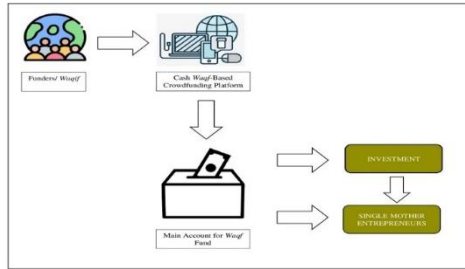 Funders/ Waqif
Cash Waqf-Based
Crowdfunding Platform
INVESTMENT
SINGLE MOTHER
ENTREPRENEURS
Main Account for Waqf
Fund